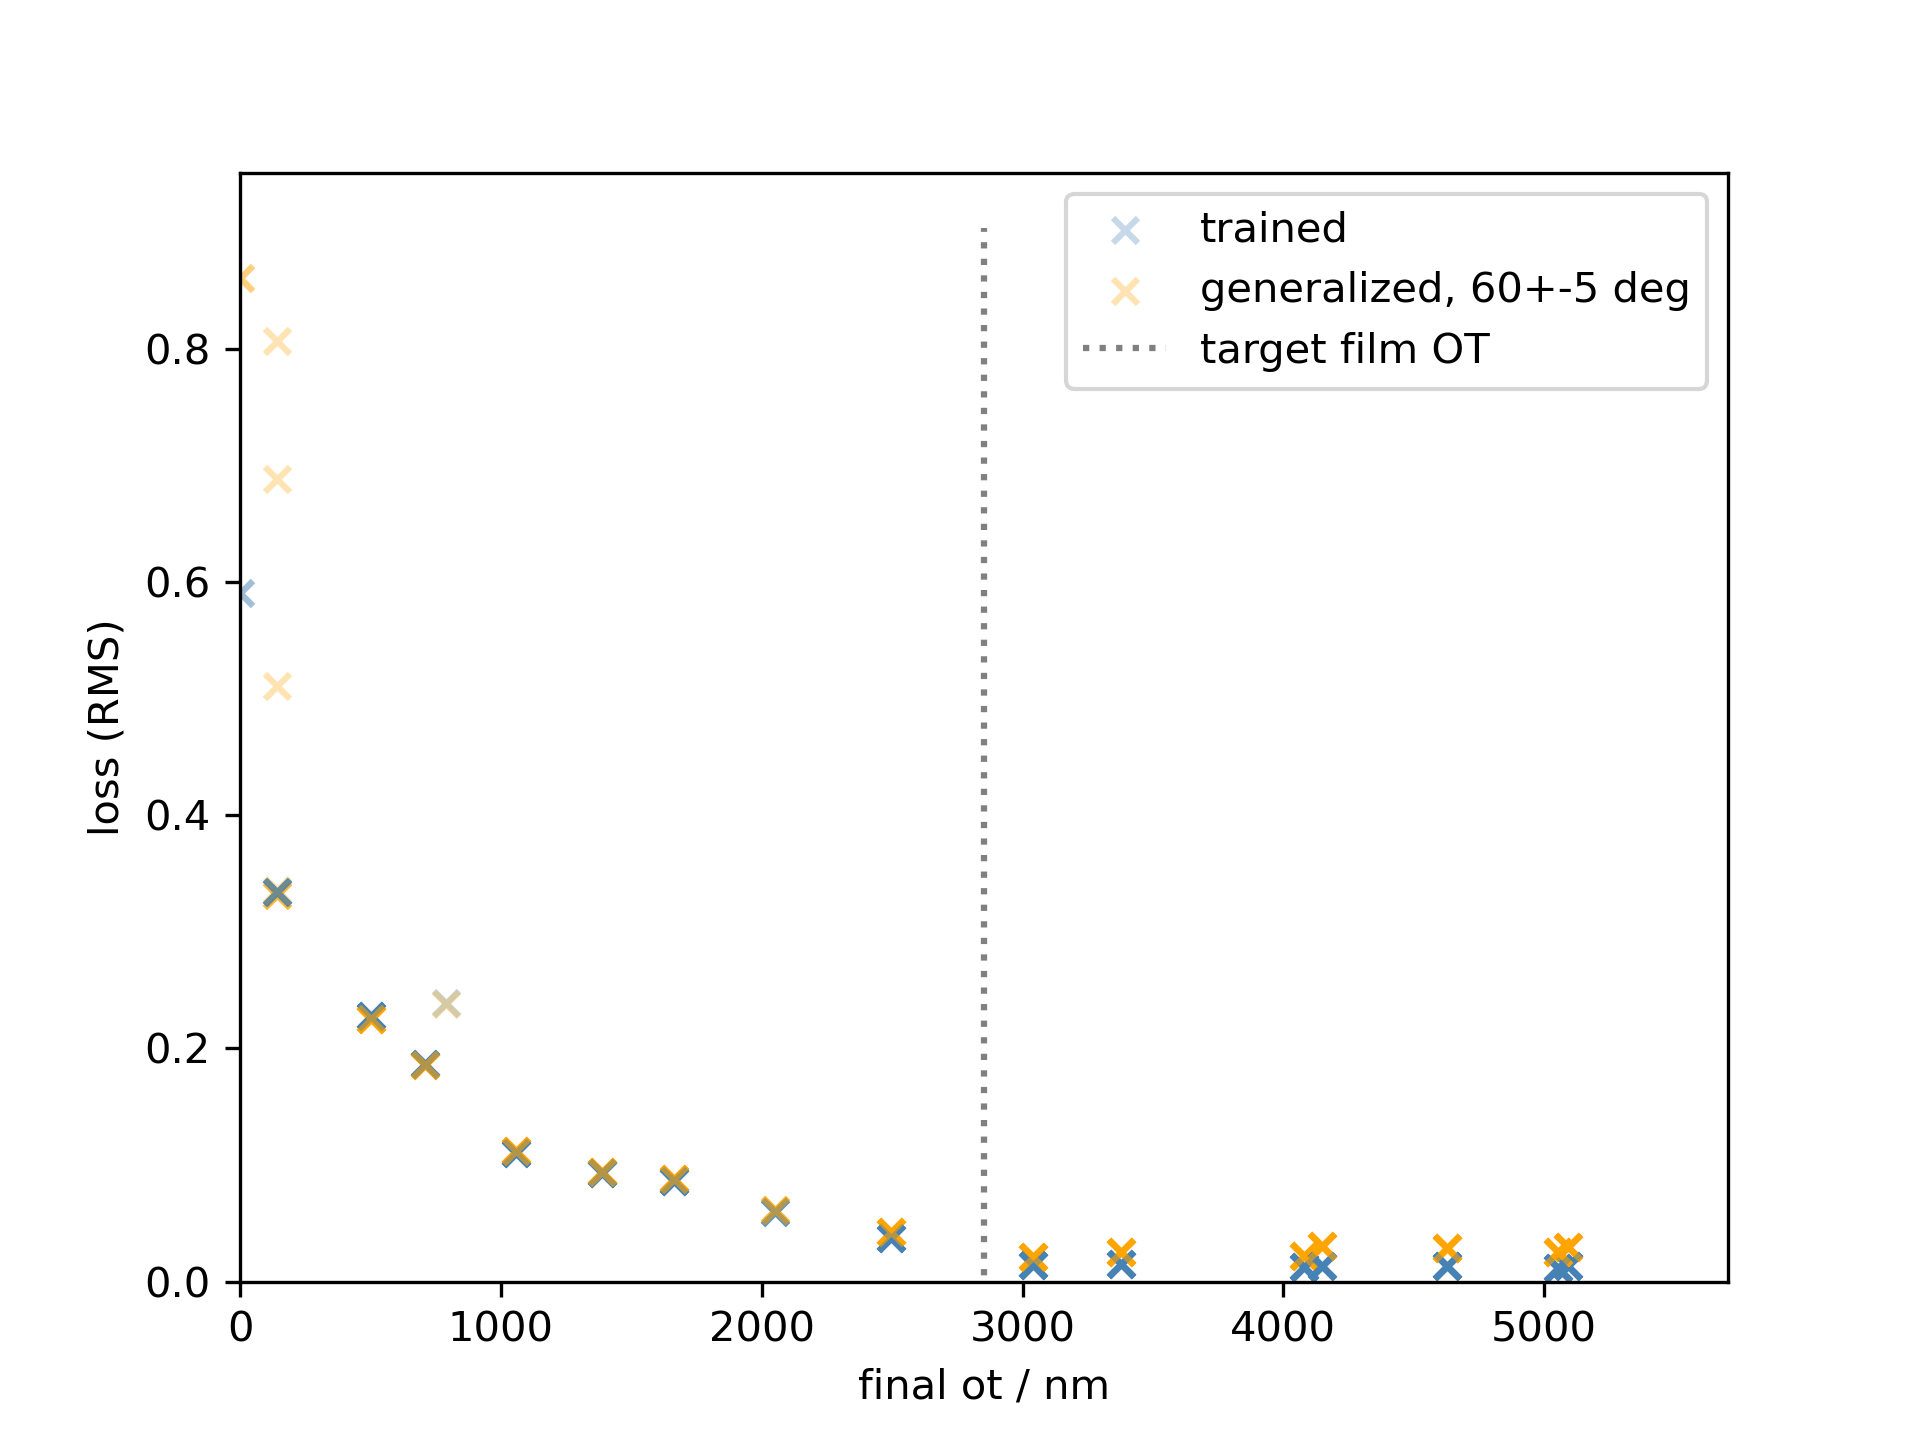 trained
generalized, 60+-5 deg
target film OT
0.8
0.6
0.4
0.2
0.0
loss (RMS)
0 1000 2000 3000 4000 5000
final ot / nm